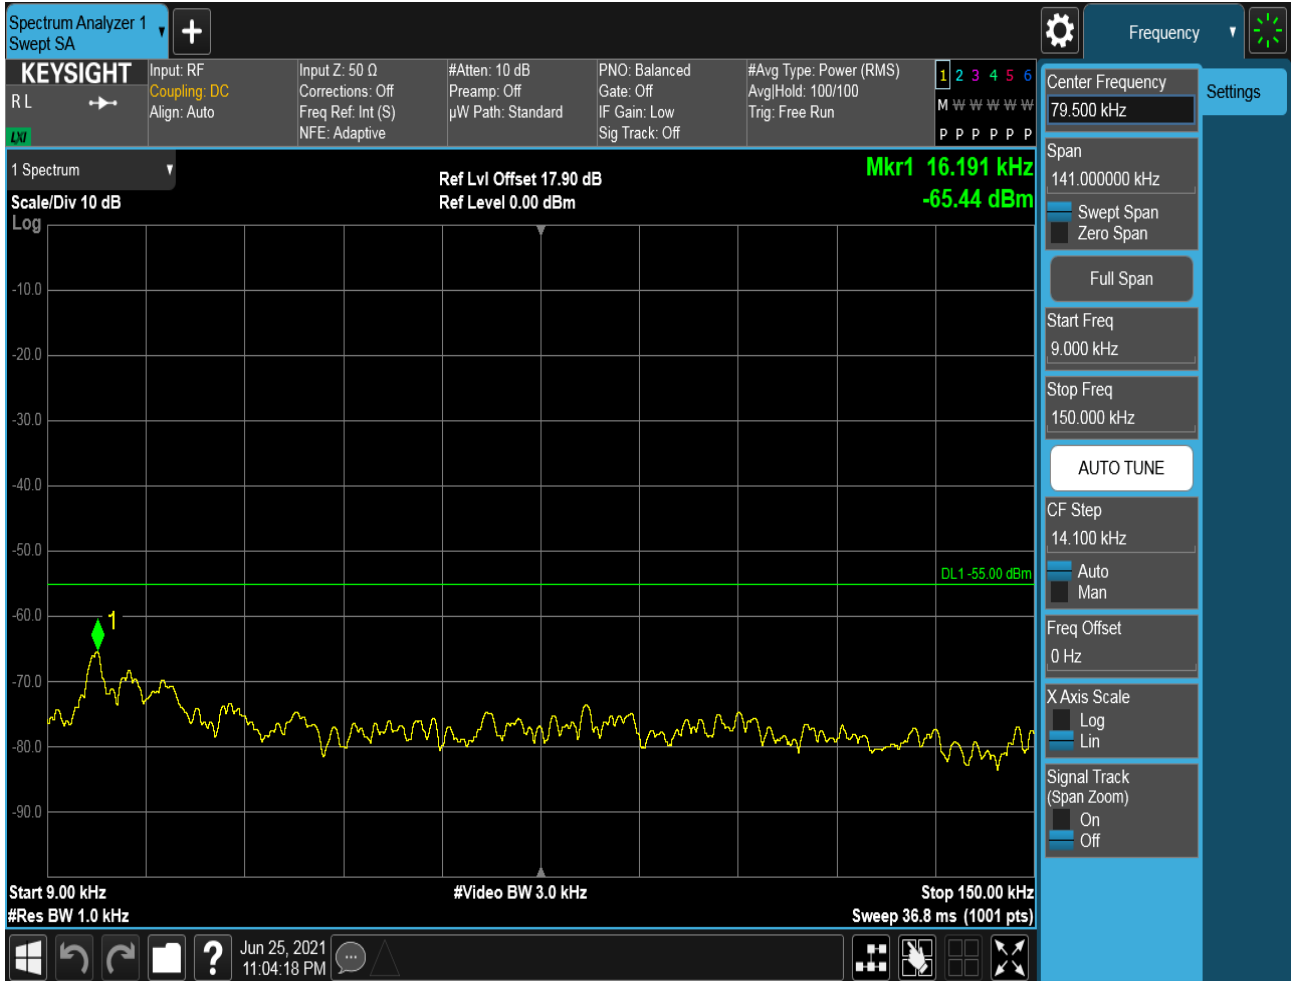 Spectrum Analyzer 1
Swept SA
Frequency
KEYSIGHT
R L
LXI
Input: RF
Coupling: DC
Align: Auto
Input Z: 50 Ω
Corrections: Off
Freq Ref: Int (S)
NFE: Adaptive
#Atten: 10 dB
Preamp: Off
µW Path: Standard
PNO: Balanced
Gate: Off
IF Gain: Low
Sig Track: Off
#Avg Type: Power (RMS)
Avg|Hold: 100/100
Trig: Free Run
1 2 3 4 5 6
M W W W W W
P P P P P P
1 Spectrum
Scale/Div 10 dB
Log
Ref Lvl Offset 17.90 dB
Ref Level 0.00 dBm
Mkr1 16.191 kHz
-65.44 dBm
-10.0
-20.0
-30.0
-40.0
-50.0
DL1 -55.00 dBm
-60.0
1
-70.0
-80.0
-90.0
Start 9.00 kHz
#Video BW 3.0 kHz
Stop 150.00 kHz
#Res BW 1.0 kHz
Sweep 36.8 ms (1001 pts)
Jun 25, 2021
11:04:18 PM
Center Frequency
79.500 kHz
Settings
Span
141.000000 kHz
Swept Span
Zero Span
Full Span
Start Freq
9.000 kHz
Stop Freq
150.000 kHz
AUTO TUNE
CF Step
14.100 kHz
Auto
Man
Freq Offset
0 Hz
X Axis Scale
Log
Lin
Signal Track
(Span Zoom)
On
Off